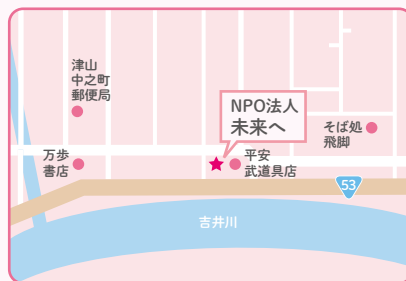 津山
中之町
郵便局
NPO法人
未来へ
そば処
飛脚
万歩
書店
平安
武道具店
53
吉井川